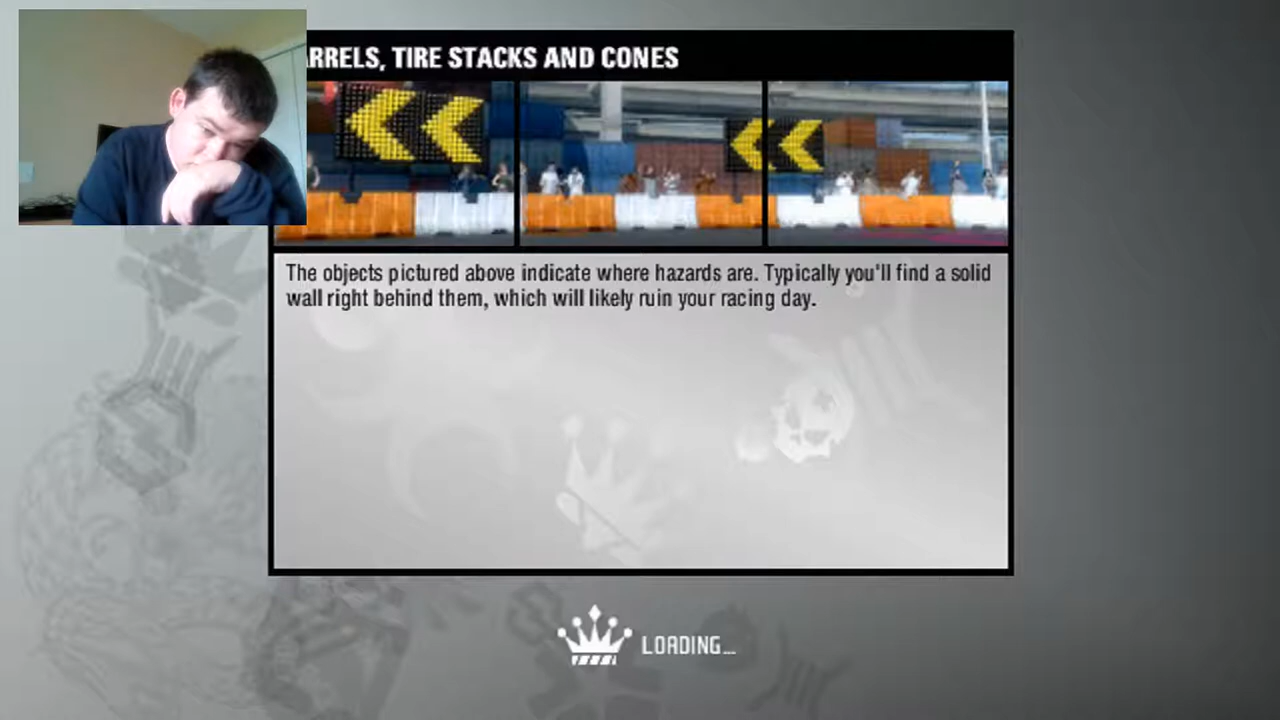 RRELS, TIRE STACKS AND CONES
The objects pictured above indicate where hazards are. Typically you'll find a solid
wall right behind them, which will likely ruin your racing day.
LOADING...